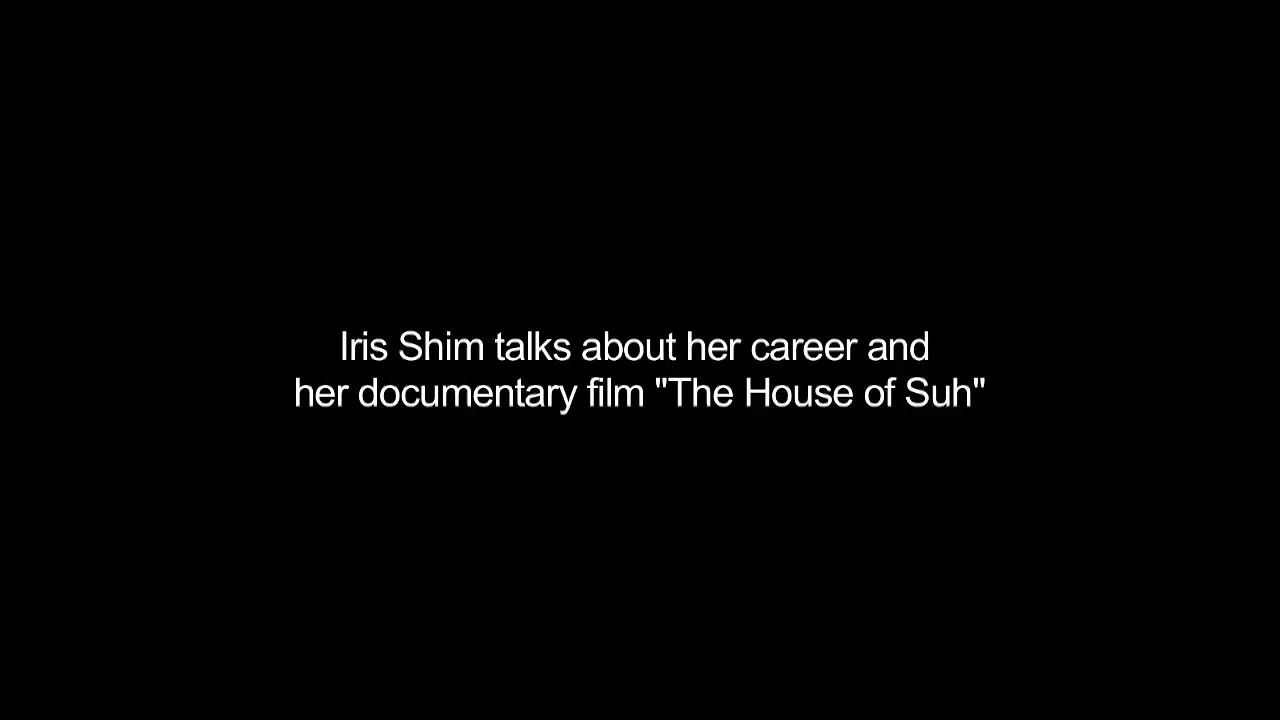 Iris Shim talks about her career and
her documentary film "The House of Suh"